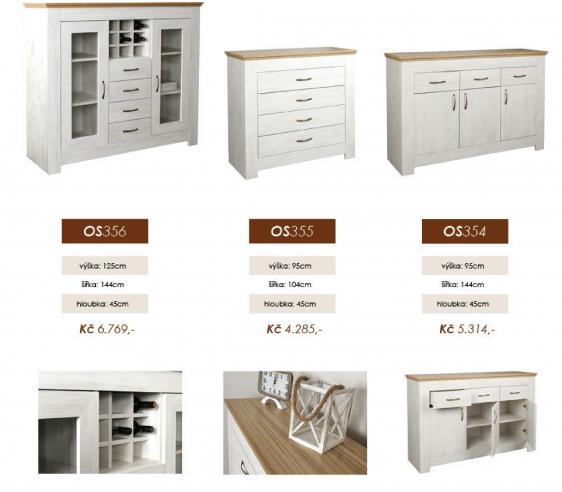 OS356
OS355
OS354
výška: 125cm
výška: 95cm
výška: 95cm
šířka: 144cm
šířka: 104cm
šířka: 144cm
hloubka: 45cm
hloubka: 45cm
hloubka: 45cm
Kč 6.769,-
Kč 4.285,-
Kč 5.314,-